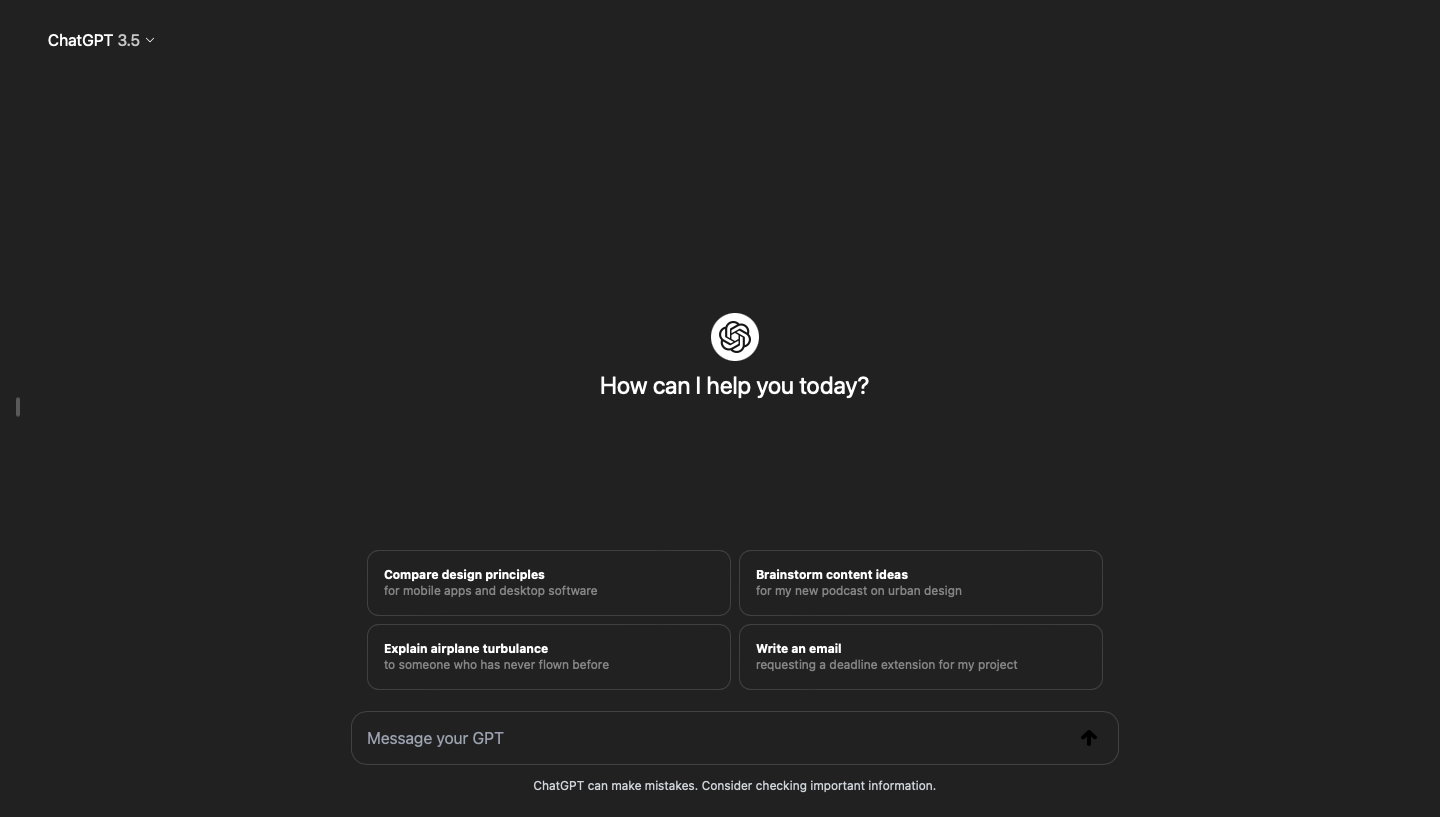 ChatGPT 3.5
How can I help you today?
Compare design principles
for mobile apps and desktop software
Brainstorm content ideas
for my new podcast on urban design
Explain airplane turbulance
to someone who has never flown before
Write an email
requesting a deadline extension for my project
Message your GPT
ChatGPT can make mistakes. Consider checking important information.